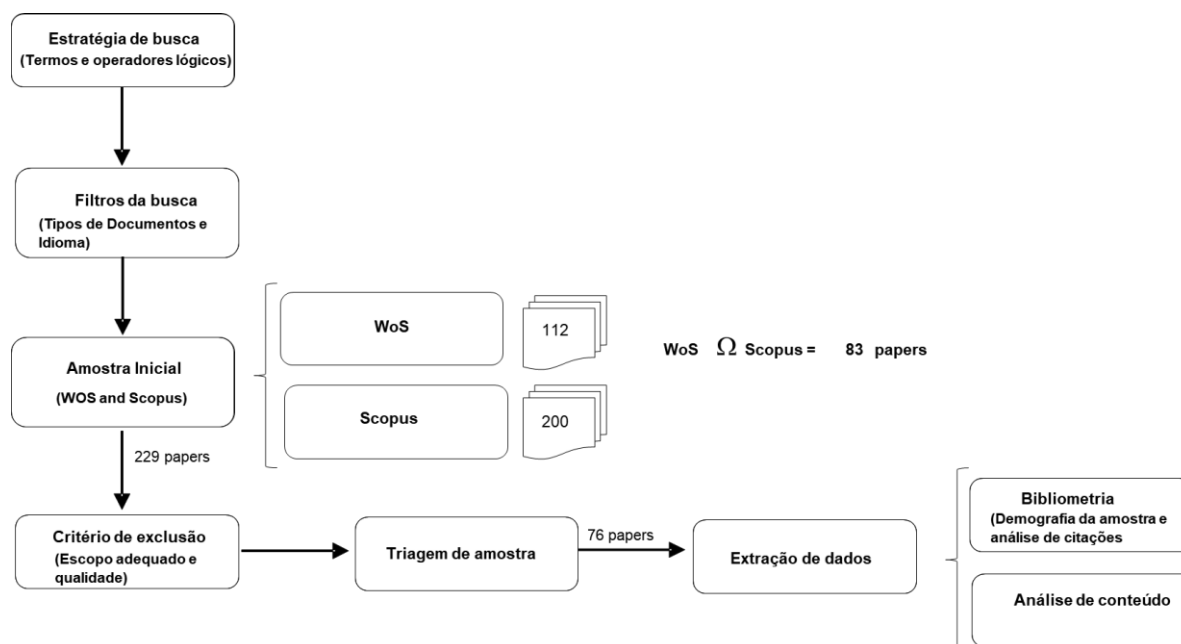 Estratégia de busca
(Termos e operadores lógicos)
Filtros da busca
(Tipos de Documentos e
Idioma)
Amostra Inicial
(WOS and Scopus)
WoS
112
WoS Ω Scopus = 83 papers
Scopus
200
229 papers
Critério de exclusão
(Escopo adequado e
qualidade)
Triagem de amostra
76 papers
Extração de dados
Bibliometria
(Demografia da amostra e
análise de citações
Análise de conteúdo